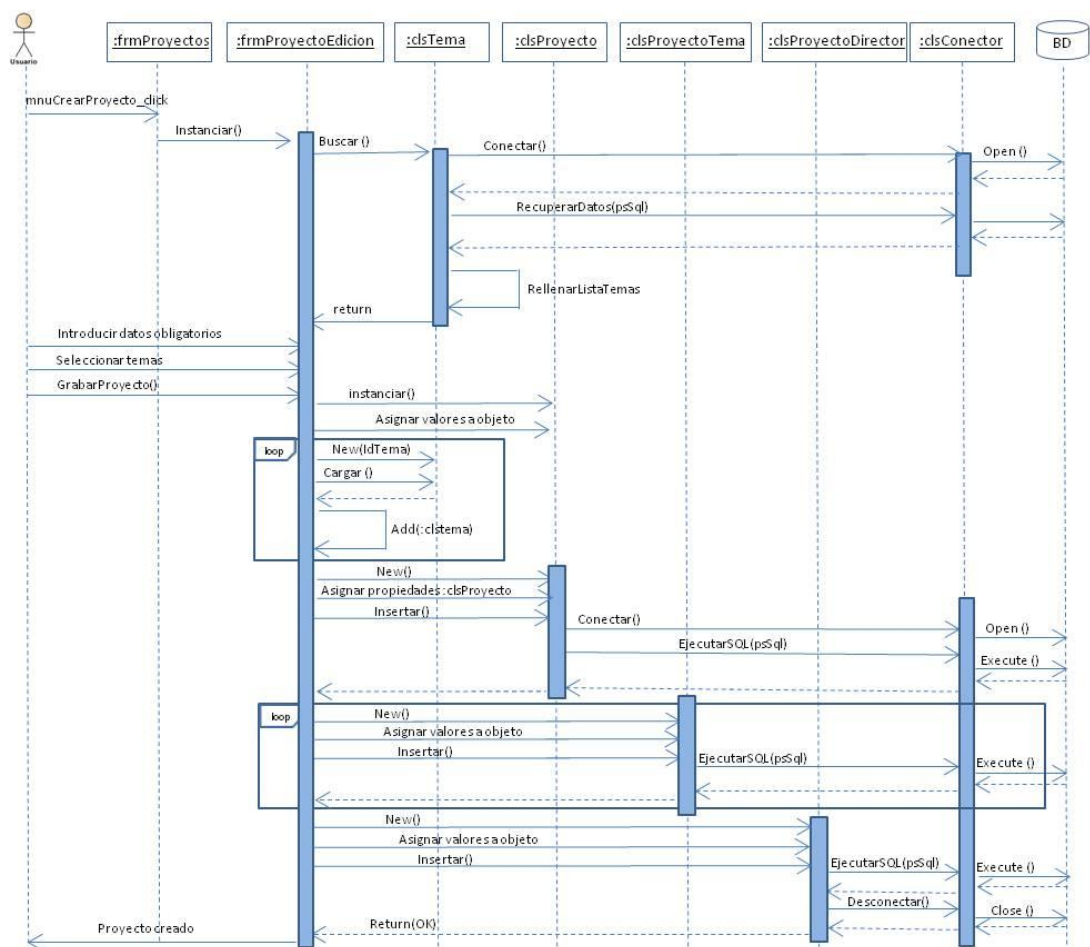 Usuario
:frmProyectos
:frmProyectoEdicion
:clsTema
:clsProyecto
:clsProyectoTema
:clsProyectoDirector
:clsConector
BD
mnuCrearProyecto_click
Instanciar()
Buscar ()
Conectar()
Open ()
RecuperarDatos(psSql)
RellenarListaTemas
return
Introducir datos obligatorios
Seleccionar temas
GrabarProyecto()
instanciar()
Asignar valores a objeto
loop
New(IdTema)
Cargar ()
Add(:clstema)
New()
Asignar propiedades :clsProyecto
Insertar()
Conectar()
Open ()
EjecutarSQL(psSql)
Execute ()
loop
New()
Asignar valores a objeto
Insertar()
EjecutarSQL(psSql)
Execute ()
New()
Asignar valores a objeto
Insertar()
EjecutarSQL(psSql)
Execute ()
Desconectar()
Close ()
Return(OK)
Proyecto creado